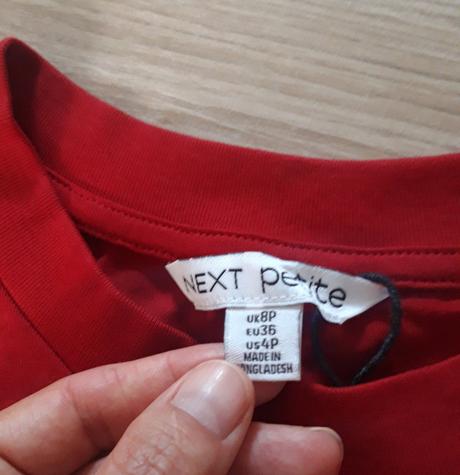 NEXT petite
UK8P
EU36
US4P
MADE IN
BANGLADESH